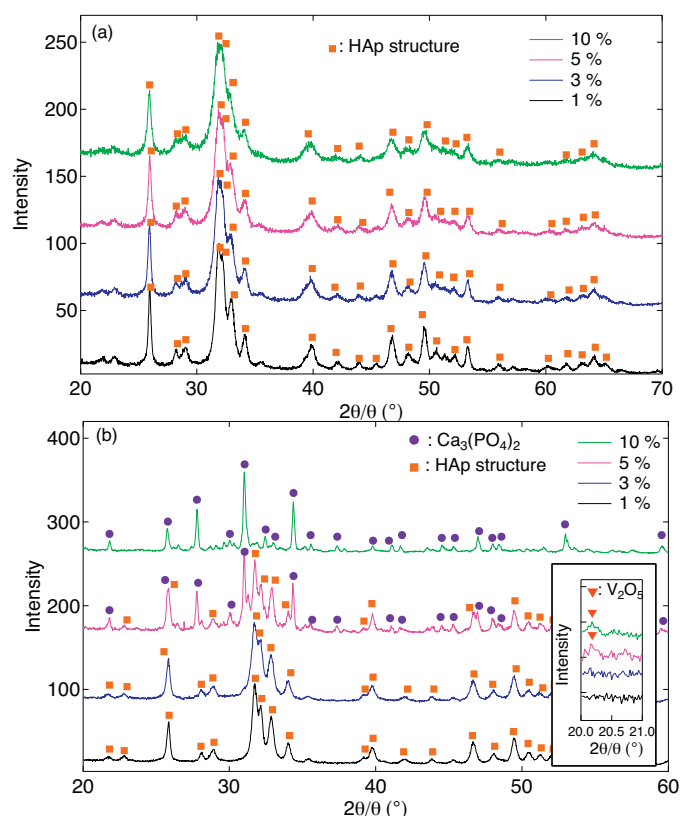 (a)
: HAp structure
10 %
5 %
3 %
1 %
Intensity
250
200
150
100
50
20 30 40 50 60 70
2θ/θ (°)
(b)
: Ca₃(PO₄)₂
: HAp structure
10 %
5 %
3 %
1 %
Intensity
400
300
200
100
: V₂O₅
Intensity
20.0 20.5 21.0
2θ/θ (°)
20 30 40 50 60
2θ/θ (°)